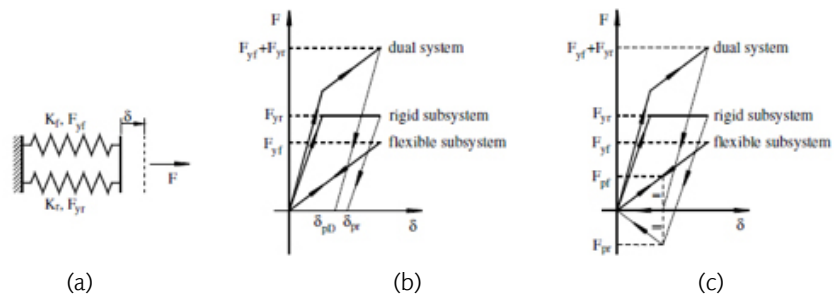 K_f, F_yf
δ
F
K_r, F_yr
(a)
F
F_yf+F_yr
dual system
F_yr
rigid subsystem
F_yf
flexible subsystem
δ_pD
δ_pr
δ
(b)
F
F_yf+F_yr
dual system
F_yr
rigid subsystem
F_yf
flexible subsystem
F_pf
=
=
δ
F_pr
(c)